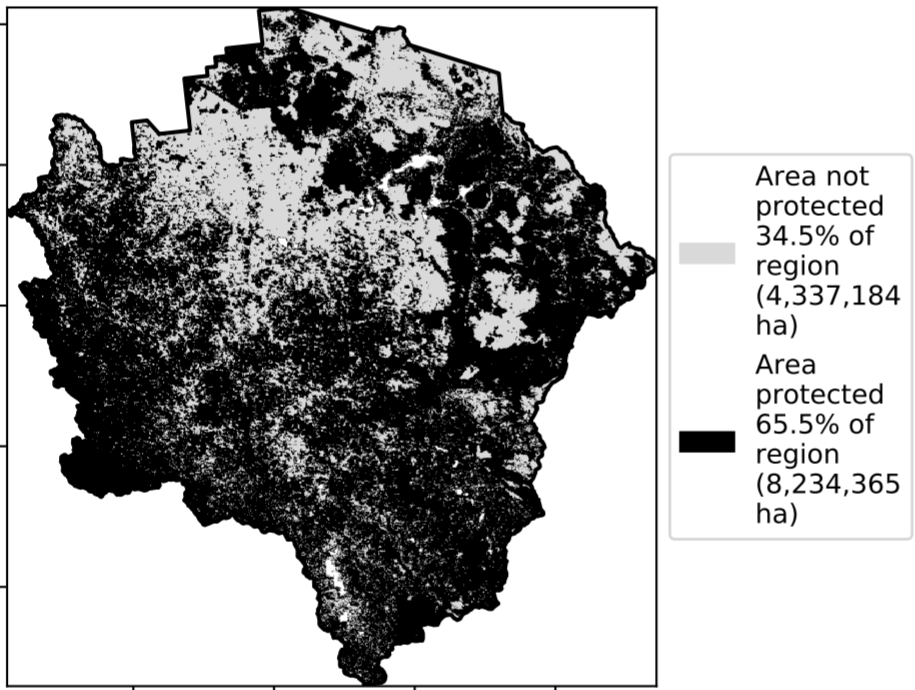 Area not
protected
34.5% of
region
(4,337,184
ha)
Area
protected
65.5% of
region
(8,234,365
ha)